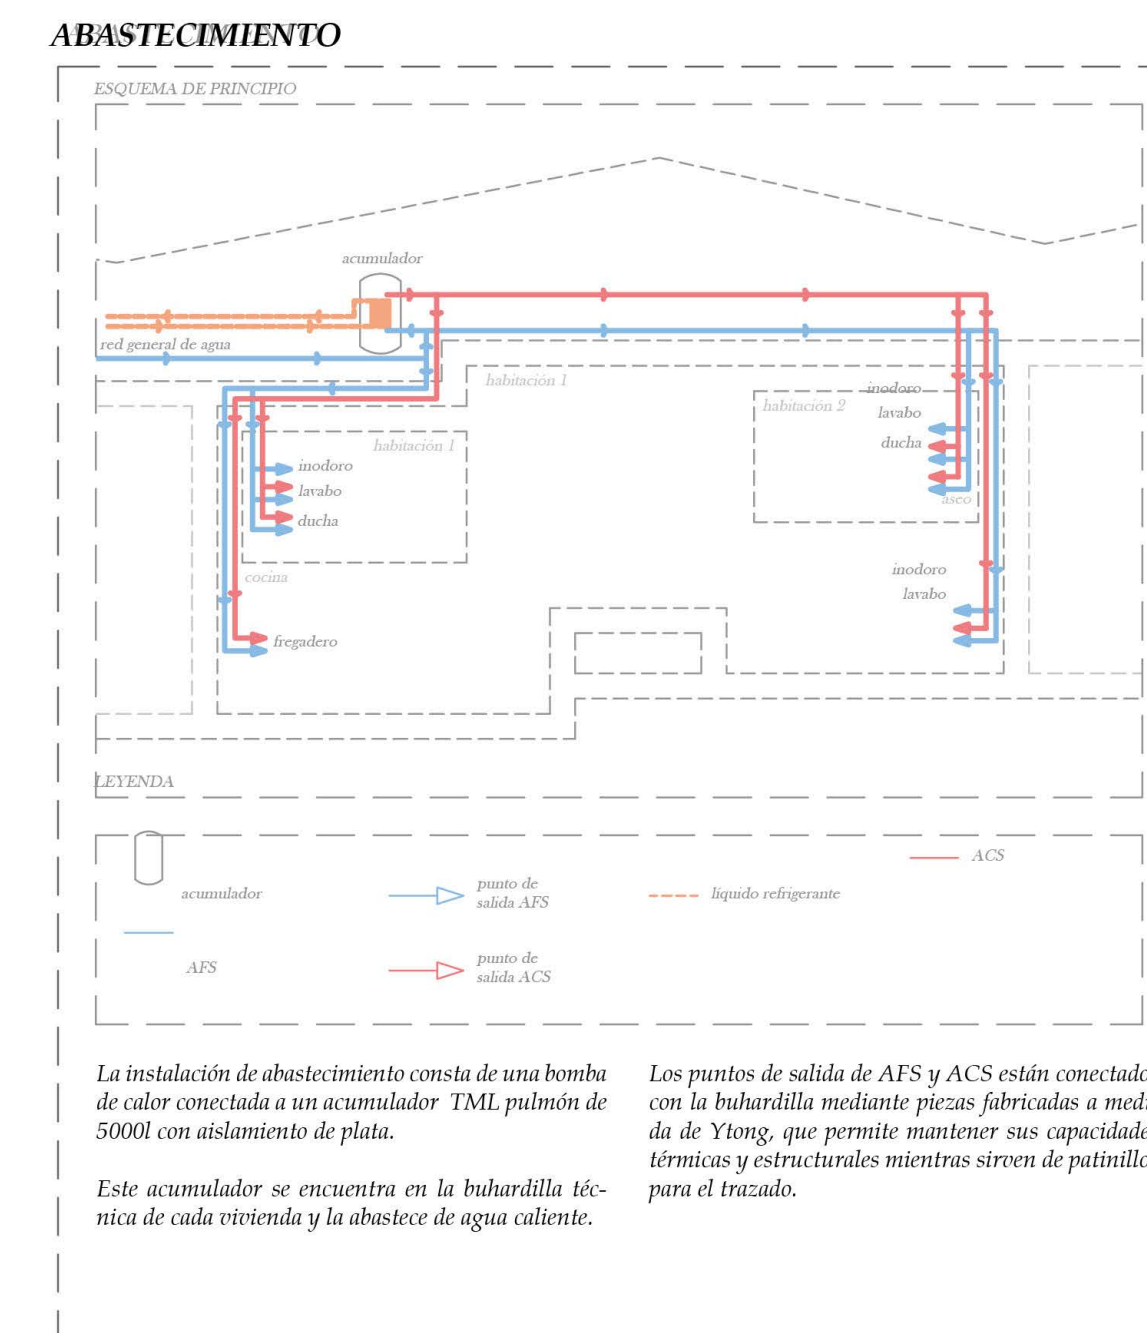 ABASTECIMIENTO
ESQUEMA DE PRINCIPIO
acumulador
red general de agua
habitación 1
habitación 2
inodoro
lavabo
ducha
aseo
habitación 1
inodoro
lavabo
ducha
cocina
fregadero
inodoro
lavabo
LEYENDA
acumulador
AFS
punto de
salida AFS
punto de
salida ACS
líquido refrigerante
ACS
La instalación de abastecimiento consta de una bomba
de calor conectada a un acumulador TML pulmón de
5000l con aislamiento de plata.
Este acumulador se encuentra en la buhardilla téc-
nica de cada vivienda y la abastece de agua caliente.
Los puntos de salida de AFS y ACS están conectado
con la buhardilla mediante piezas fabricadas a medi
da de Ytong, que permite mantener sus capacidade
térmicas y estructurales mientras sirven de patinillo
para el trazado.